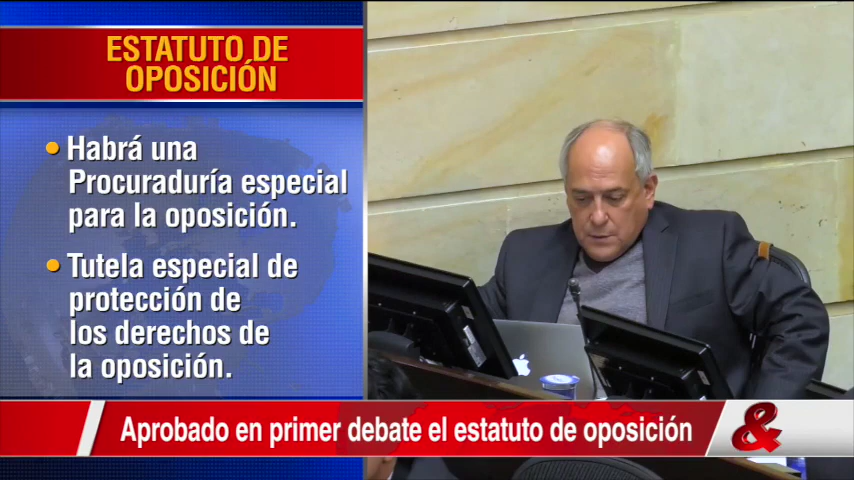 ESTATUTO DE
OPOSICIÓN
• Habrá una
Procuraduría especial
para la oposición.
• Tutela especial de
protección de
los derechos de
la oposición.
Aprobado en primer debate el estatuto de oposición
&